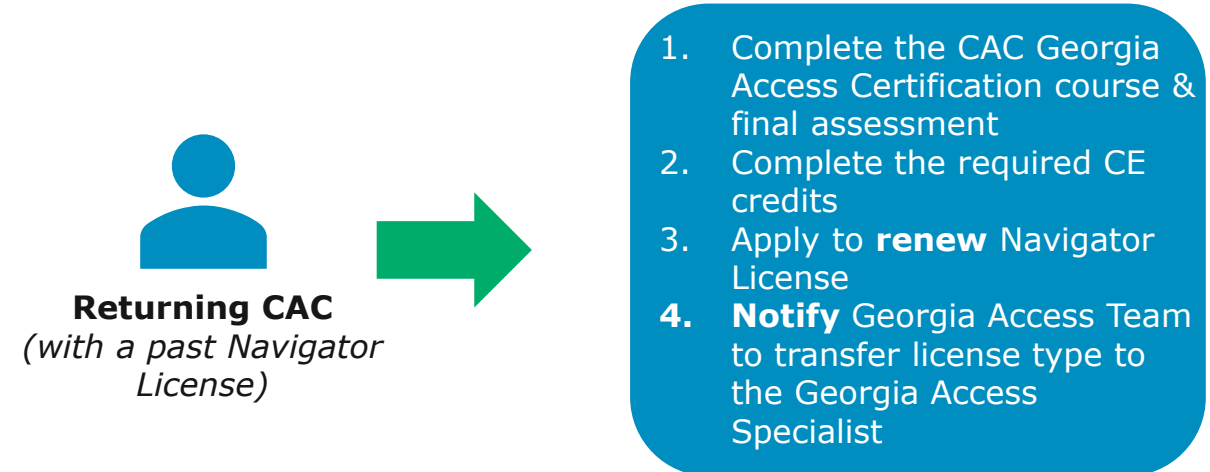 Returning CAC
(with a past Navigator
License)
1. Complete the CAC Georgia
Access Certification course &
final assessment
2. Complete the required CE
credits
3. Apply to renew Navigator
License
4. Notify Georgia Access Team
to transfer license type to
the Georgia Access
Specialist